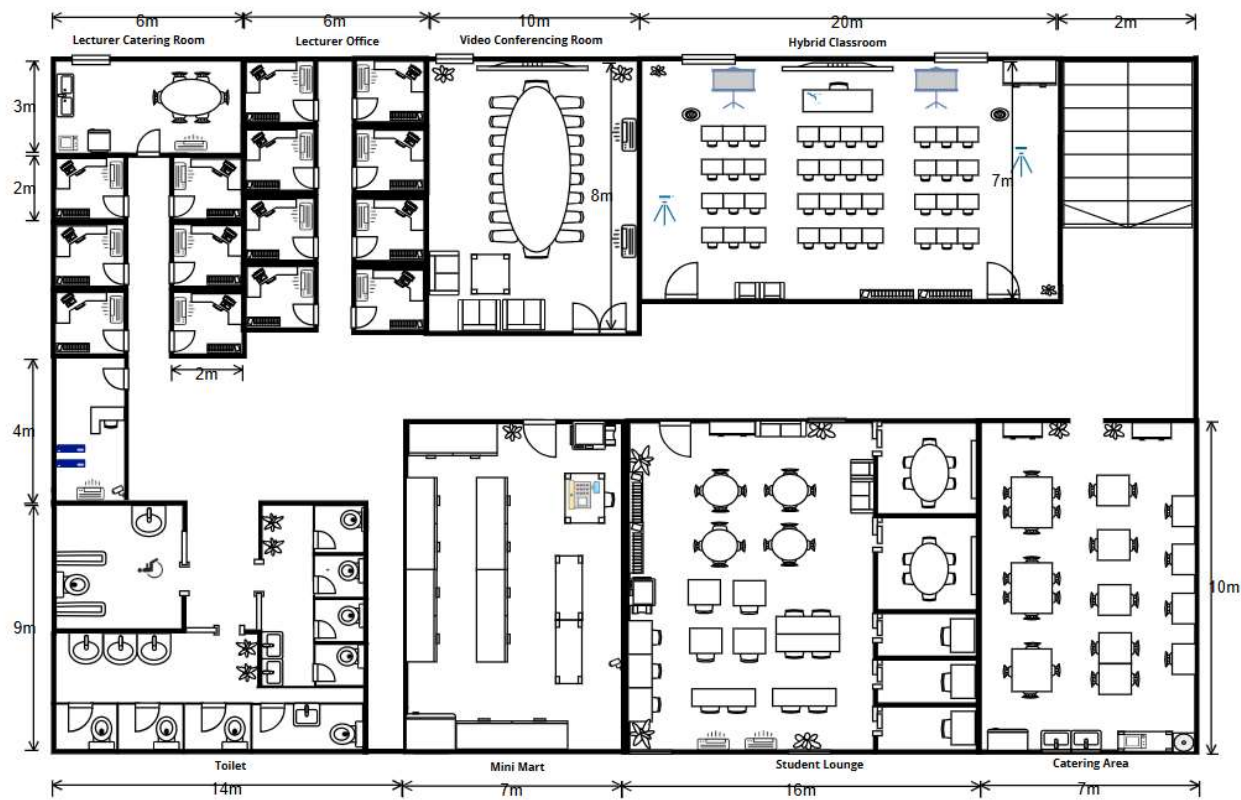 6m 6m 10m 20m 2m
Lecturer Catering Room Lecturer Office Video Conferencing Room Hybrid Classroom
3m
2m
8m
7m
2m
4m
10m
9m
Toilet Mini Mart Student Lounge Catering Area
14m 7m 16m 7m